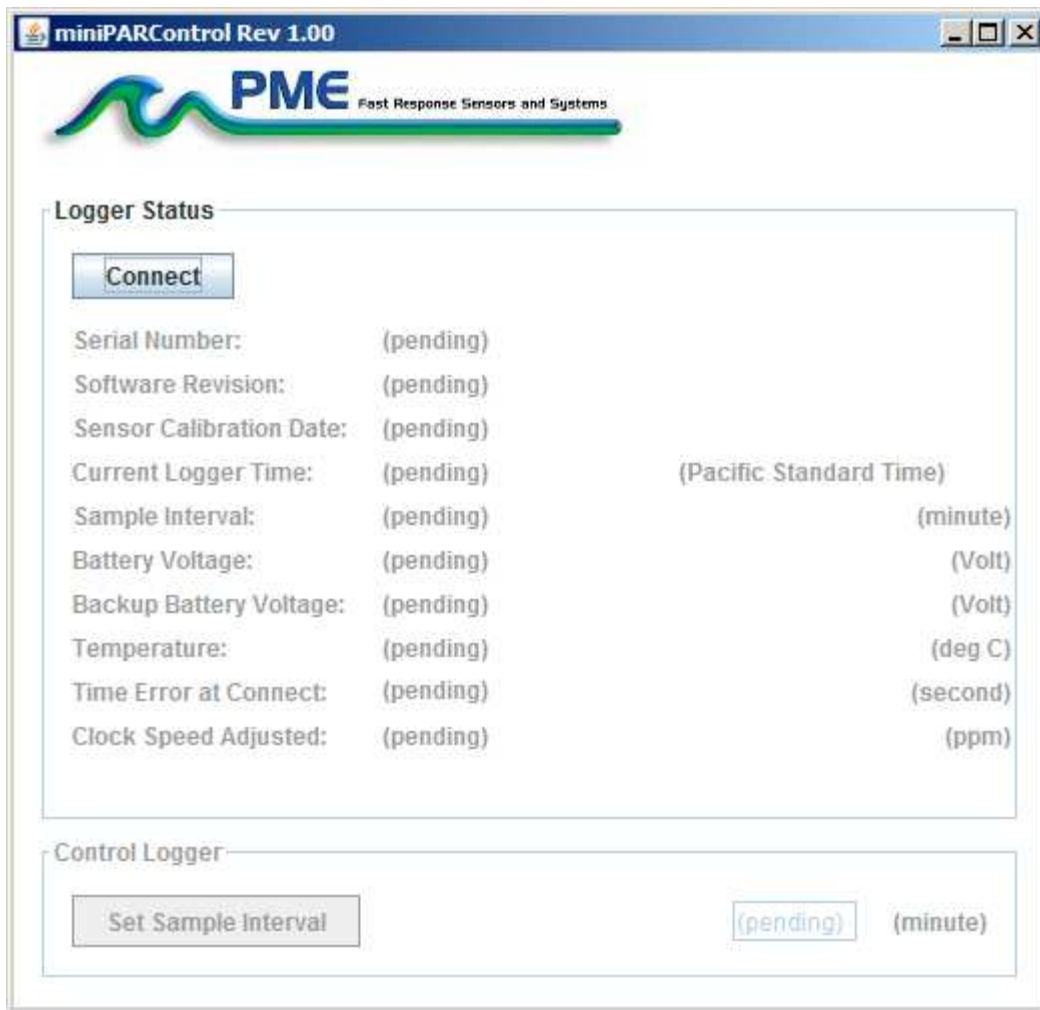 miniPARControl Rev 1.00
PME Fast Response Sensors and Systems
Logger Status
Connect
Serial Number: (pending)
Software Revision: (pending)
Sensor Calibration Date: (pending)
Current Logger Time: (pending) (Pacific Standard Time)
Sample Interval: (pending) (minute)
Battery Voltage: (pending) (Volt)
Backup Battery Voltage: (pending) (Volt)
Temperature: (pending) (deg C)
Time Error at Connect: (pending) (second)
Clock Speed Adjusted: (pending) (ppm)
Control Logger
Set Sample Interval (pending) (minute)